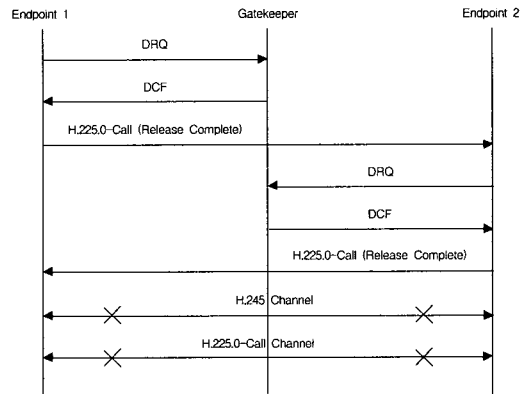 Endpoint 1 Gatekeeper Endpoint 2
DRQ
DCF
H.225.0-Call (Release Complete)
DRQ
DCF
H.225.0-Call (Release Complete)
H.245 Channel
H.225.0-Call Channel